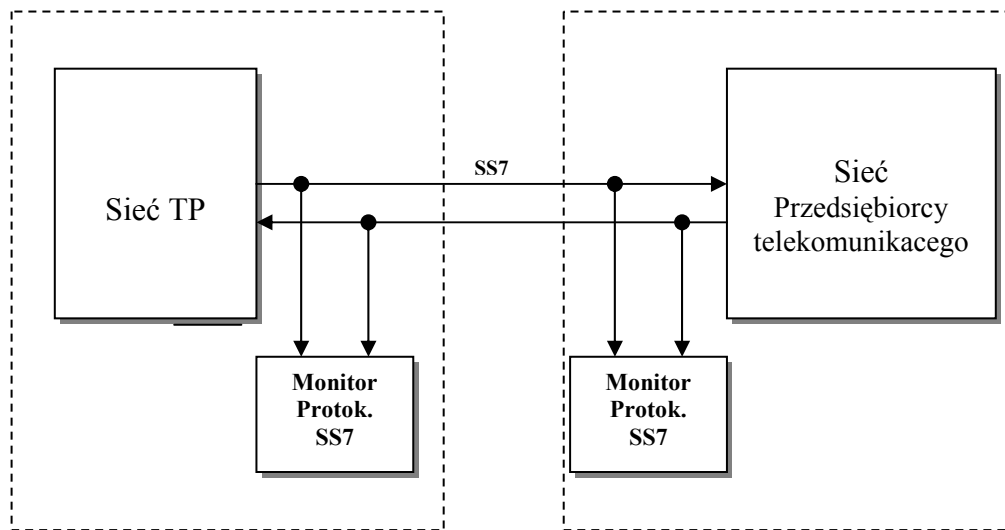 SS7
Sieć TP
Sieć
Przedsiębiorcy
telekomunikacego
Monitor
Protok.
SS7
Monitor
Protok.
SS7